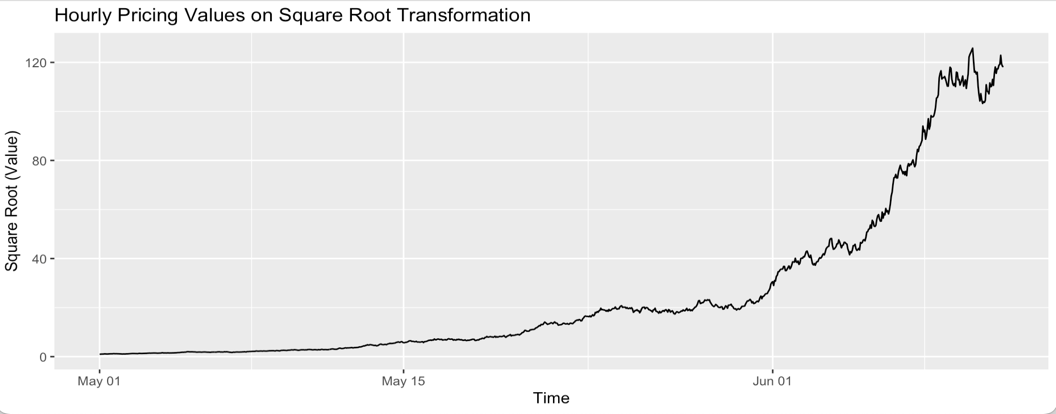 Hourly Pricing Values on Square Root Transformation
120
80
40
0
Square Root (Value)
May 01
May 15
Jun 01
Time